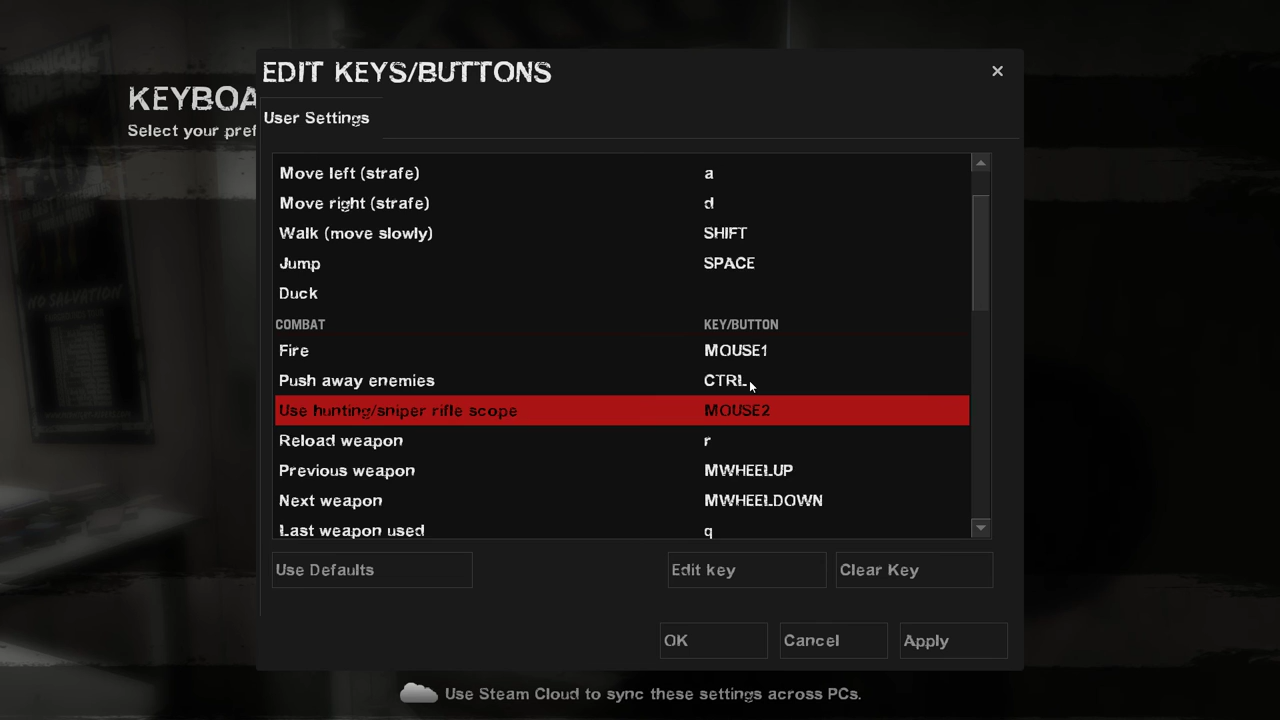 EDIT KEYS/BUTTONS
KEYBOA
Select your pref
User Settings
Move left (strafe) a
Move right (strafe) d
Walk (move slowly) SHIFT
Jump SPACE
Duck
COMBAT KEY/BUTTON
Fire MOUSE1
Push away enemies CTRL
Use hunting/sniper rifle scope MOUSE2
Reload weapon r
Previous weapon MWHEELUP
Next weapon MWHEELDOWN
Last weapon used q
Use Defaults Edit key Clear Key
OK Cancel Apply
Use Steam Cloud to sync these settings across PCs.
NO SALVATION